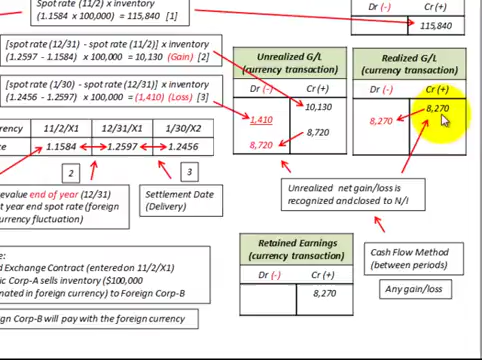 Spot rate (11/2) x inventory
(1.1584 x 100,000) = 115,840 [1]
Dr (-) Cr (+)
115,840
[spot rate (12/31) - spot rate (11/2)] x inventory
(1.2597 - 1.1584) x 100,000 = 10,130 (Gain) [2]
[spot rate (1/30) - spot rate (12/31)] x inventory
(1.2456 - 1.2597) x 100,000 = (1,410) (Loss) [3]
Unrealized G/L
(currency transaction)
Dr (-) Cr (+)
10,130
1,410
8,720
8,720
Realized G/L
(currency transaction)
Dr (-) Cr (+)
8,270
8,270
urrency 11/2/X1 12/31/X1 1/30/X2
ce 1.1584 1.2597 1.2456
2
3
evalue end of year (12/31)
t year end spot rate (foreign
urrency fluctuation)
Settlement Date
(Delivery)
Unrealized net gain/loss is
recognized and closed to N/I
Retained Earnings
(currency transaction)
Dr (-) Cr (+)
8,270
Cash Flow Method
(between periods)
Any gain/loss
e:
d Exchange Contract (entered on 11/2/X1)
ic Corp-A sells inventory ($100,000
nated in foreign currency) to Foreign Corp-B
gn Corp-B will pay with the foreign currency